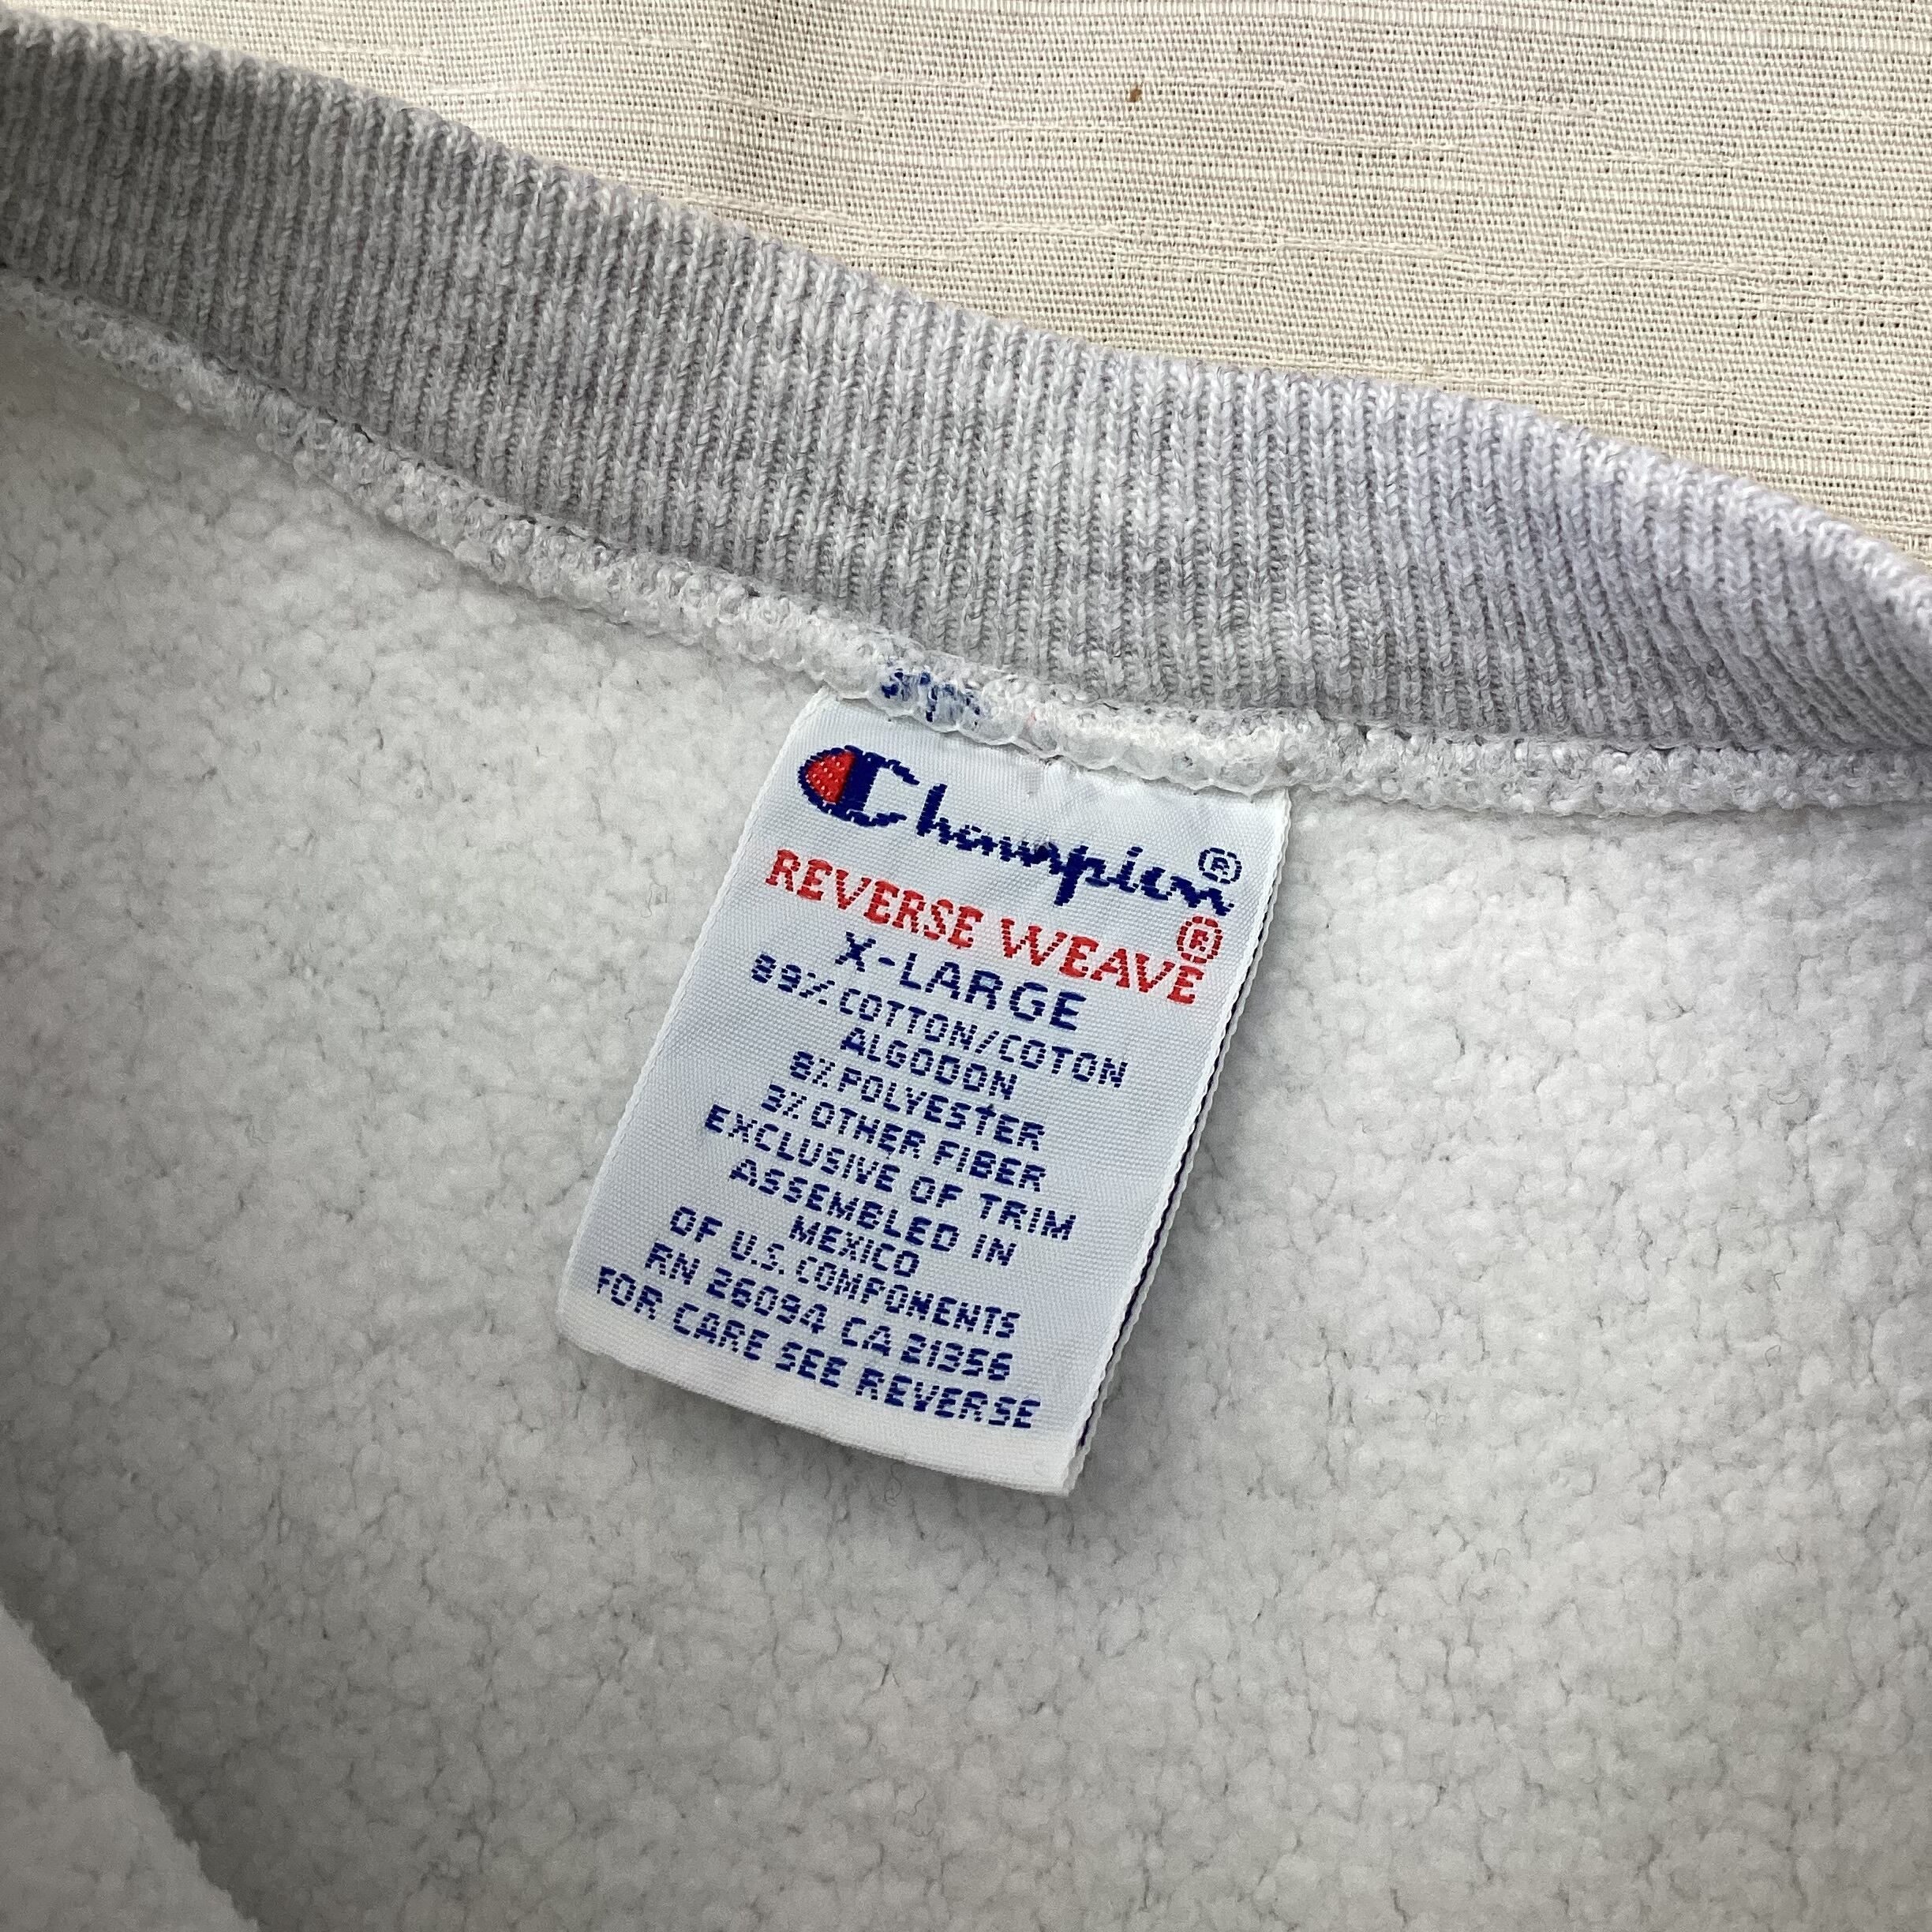 Champion®
REVERSE WEAVE®
X-LARGE
89% COTTON/COTON
ALGODON
8% POLYESTER
3% OTHER FIBER
EXCLUSIVE OF TRIM
ASSEMBLED IN
MEXICO
OF U.S. COMPONENTS
RN 26094 CA 21356
FOR CARE SEE REVERSE